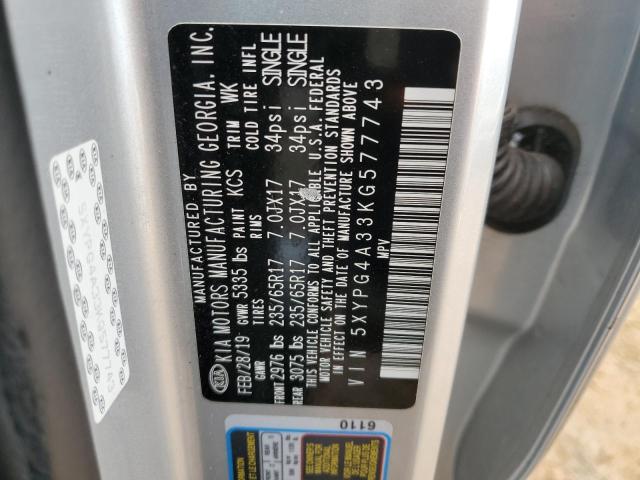 KIA KIA MOTORS MANUFACTURING GEORGIA, INC.
FEB/28/19 GVWR 5335 lbs PAINT KCS TRIM WK
GAWR TIRES RIMS COLD TIRE INFL
FRONT 2976 lbs 235/65R17 7.0JX17 34psi SINGLE
REAR 3075 lbs 235/65R17 7.0JX17 34psi SINGLE
THIS VEHICLE CONFORMS TO ALL APPLICABLE U.S.A. FEDERAL
MOTOR VEHICLE SAFETY AND THEFT PREVENTION STANDARDS
IN EFFECT ON THE DATE OF MANUFACTURE SHOWN ABOVE
VIN 5XYPG4A33KG577743
MPV
6110